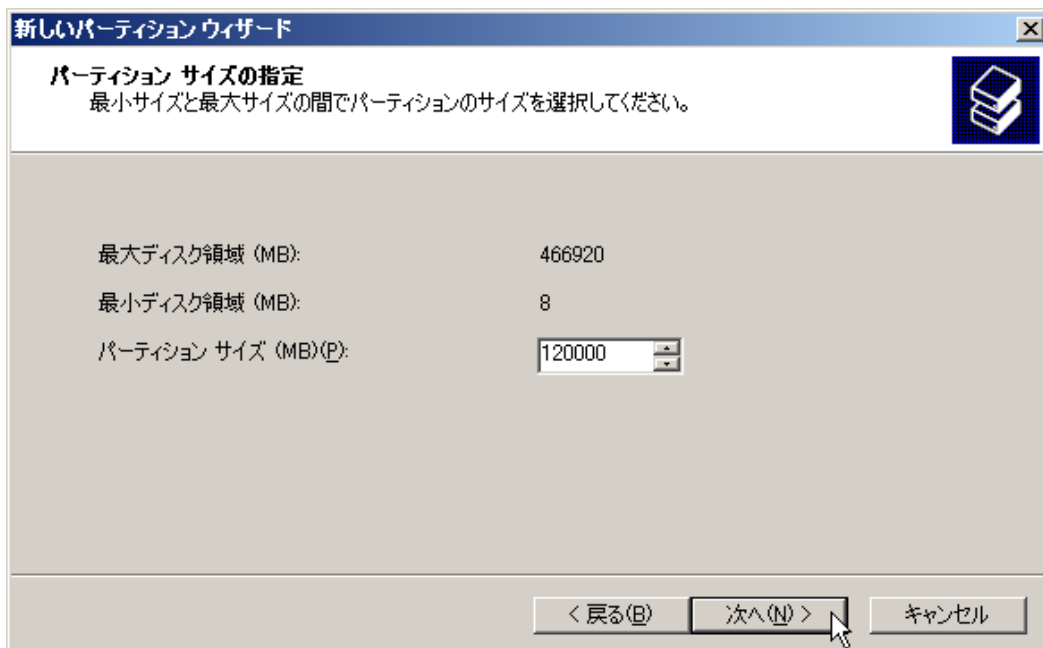 新しいパーティション ウィザード
パーティション サイズの指定
最小サイズと最大サイズの間でパーティションのサイズを選択してください。
最大ディスク領域 (MB): 466920
最小ディスク領域 (MB): 8
パーティション サイズ (MB)(P): 120000
< 戻る(B) 次へ(N) > キャンセル